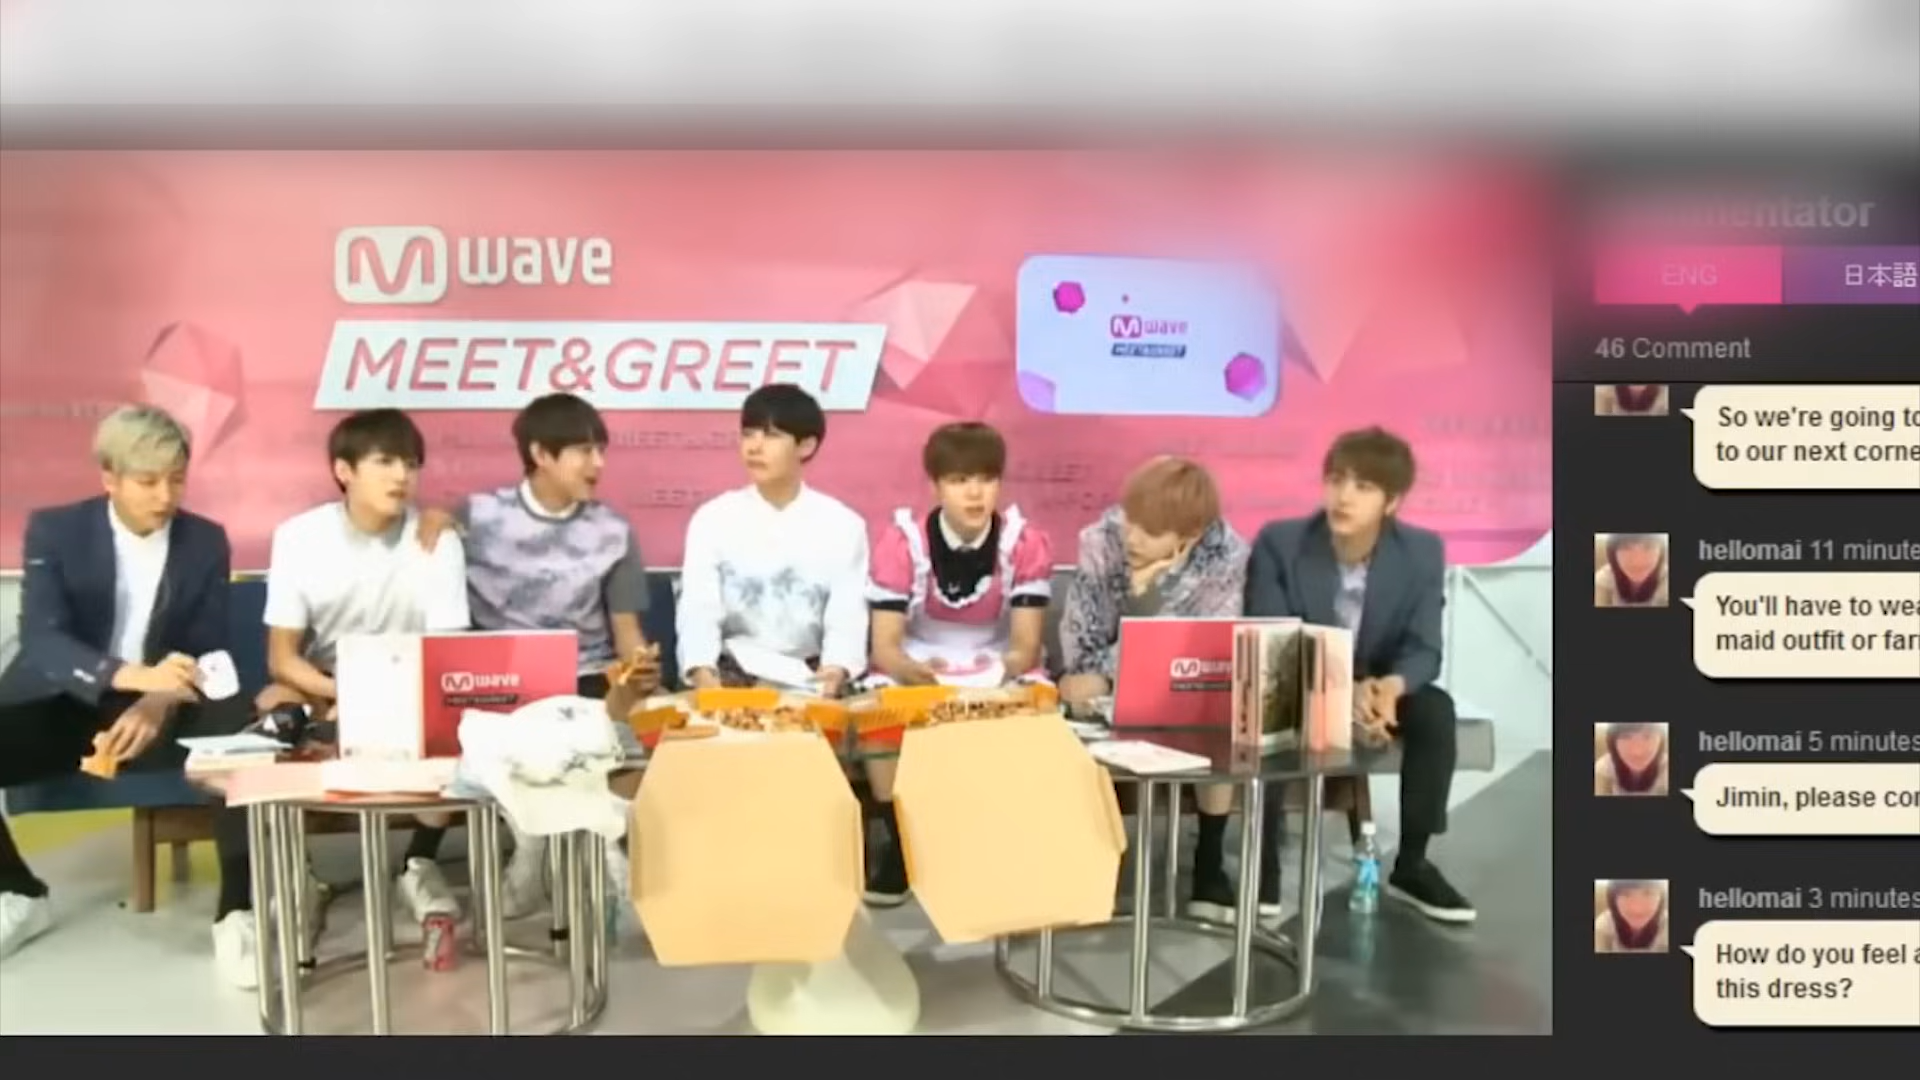 M wave
MEET&GREET
M wave
MEET&GREET
M wave
ENG
日本語
46 Comment
So we're going to
to our next corne
hellomai 11 minute
You'll have to wea
maid outfit or far
hellomai 5 minutes
Jimin, please co
hellomai 3 minutes
How do you feel a
this dress?